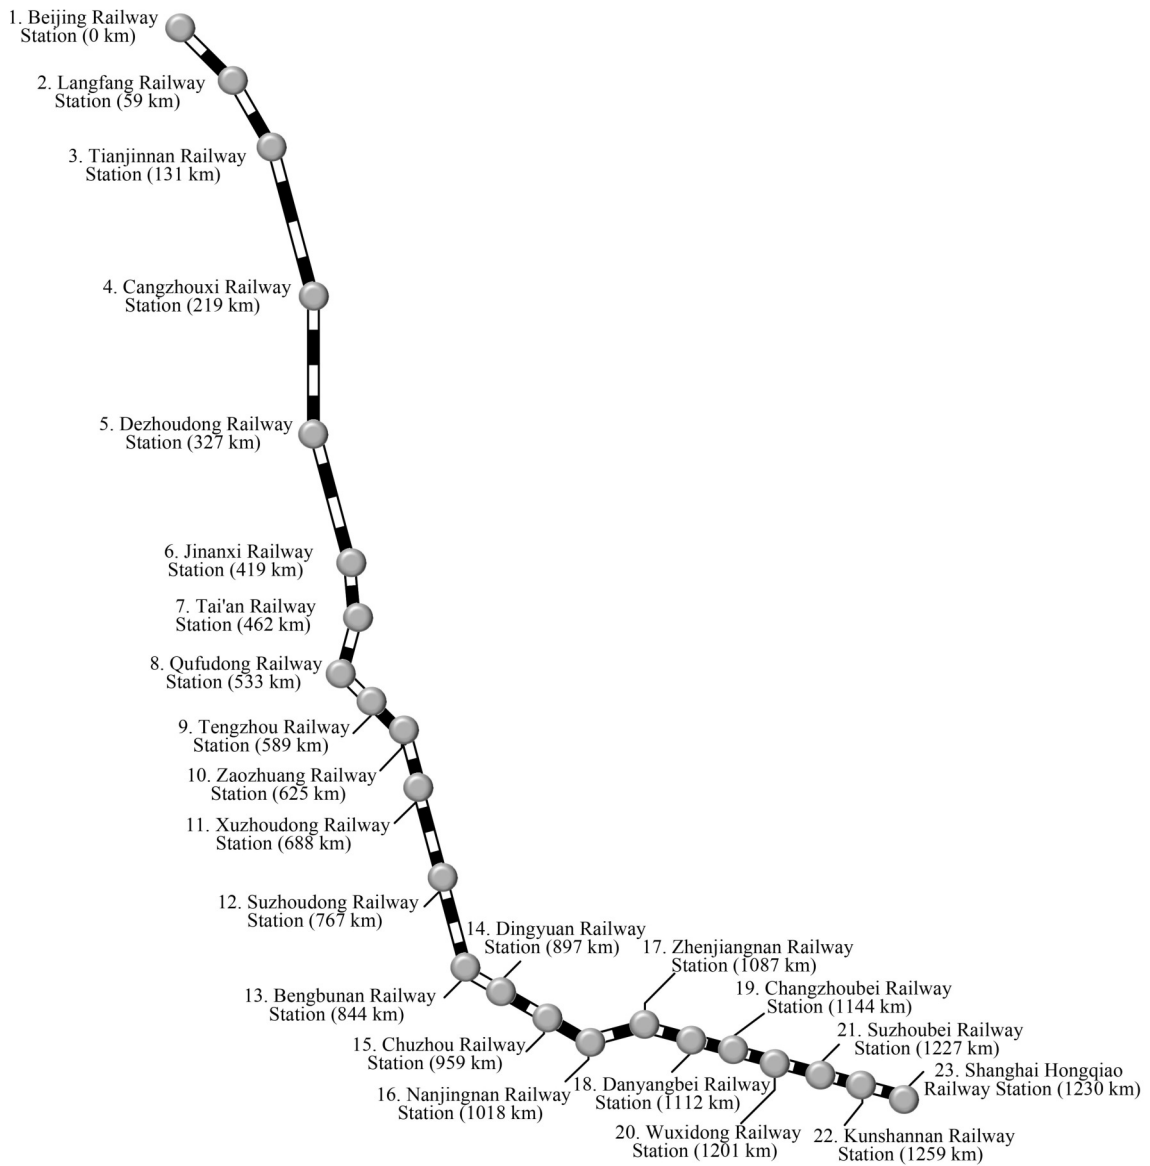 1. Beijing Railway
Station (0 km)
2. Langfang Railway
Station (59 km)
3. Tianjinnan Railway
Station (131 km)
4. Cangzhouxi Railway
Station (219 km)
5. Dezhoudong Railway
Station (327 km)
6. Jinanxi Railway
Station (419 km)
7. Tai'an Railway
Station (462 km)
8. Qufudong Railway
Station (533 km)
9. Tengzhou Railway
Station (589 km)
10. Zaozhuang Railway
Station (625 km)
11. Xuzhoudong Railway
Station (688 km)
12. Suzhoudong Railway
Station (767 km)
13. Bengbunan Railway
Station (844 km)
14. Dingyuan Railway
Station (897 km)
15. Chuzhou Railway
Station (959 km)
16. Nanjingnan Railway
Station (1018 km)
17. Zhenjiangnan Railway
Station (1087 km)
18. Danyangbei Railway
Station (1112 km)
19. Changzhoubei Railway
Station (1144 km)
20. Wuxidong Railway
Station (1201 km)
21. Suzhoubei Railway
Station (1227 km)
22. Kunshannan Railway
Station (1259 km)
23. Shanghai Hongqiao
Railway Station (1230 km)